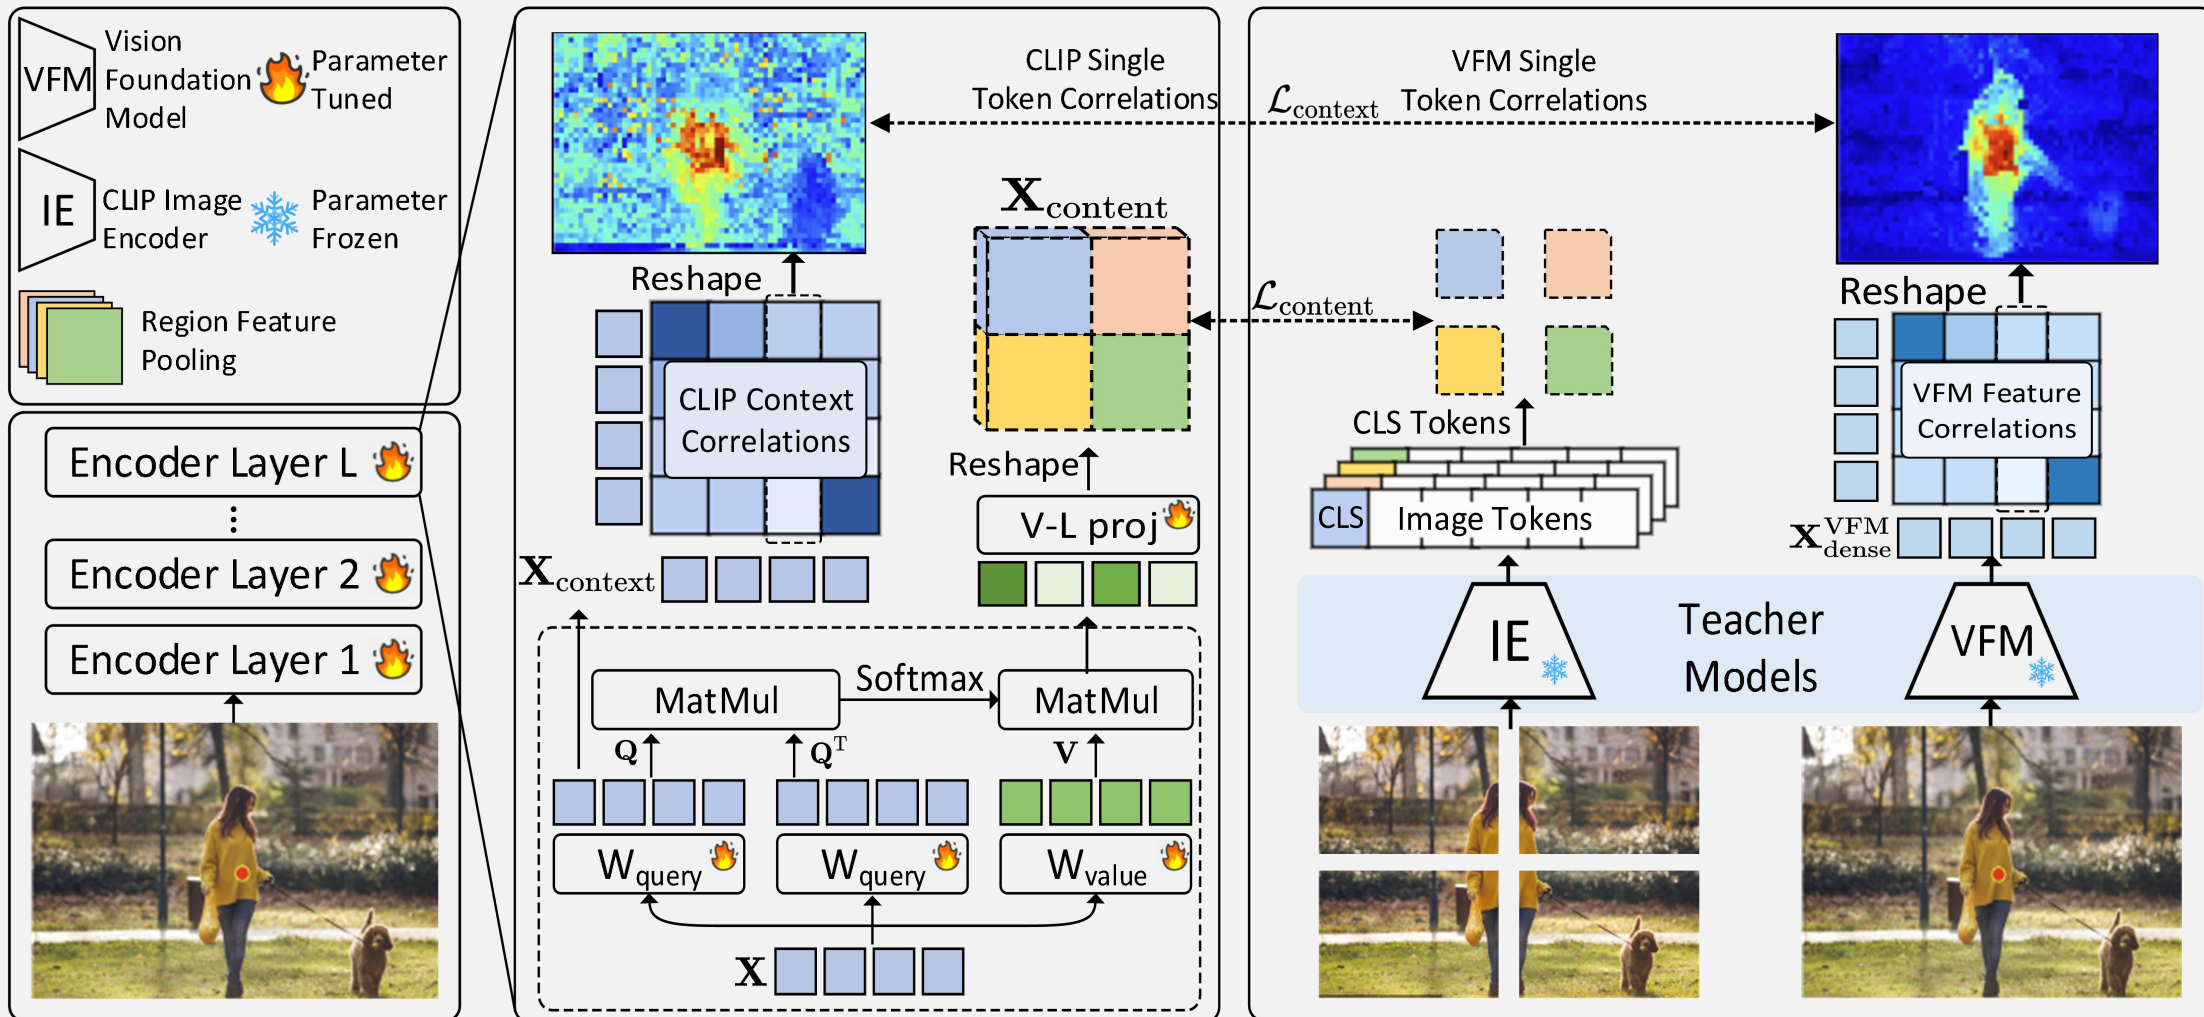 VFM
Vision
Foundation
Model
Parameter
Tuned
IE
CLIP Image
Encoder
Parameter
Frozen
Region Feature
Pooling
Encoder Layer L
⋮
Encoder Layer 2
Encoder Layer 1
CLIP Single
Token Correlations
Reshape
CLIP Context
Correlations
X_context
X_content
Reshape
V-L proj
MatMul
Softmax
MatMul
Q
Q^T
V
W_query
W_query
W_value
X
L_context
L_content
VFM Single
Token Correlations
CLS Tokens
CLS
Image Tokens
Reshape
VFM Feature
Correlations
X_dense^VFM
IE
Teacher
Models
VFM